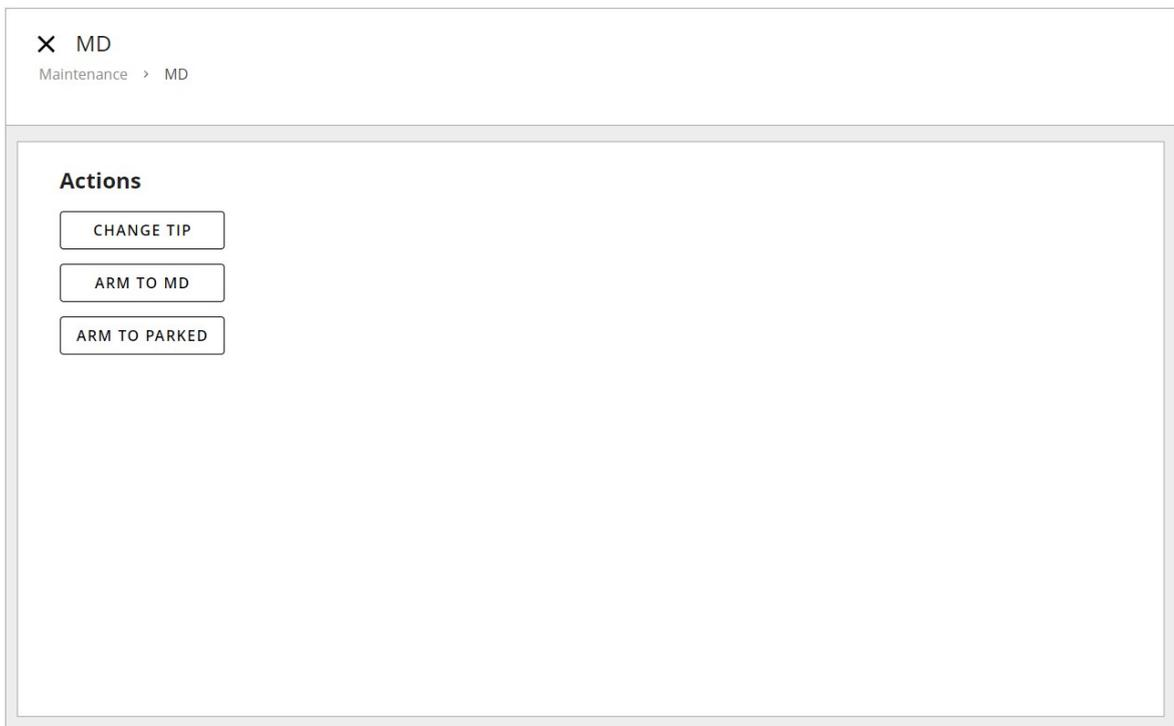 MD
Maintenance > MD
Actions
CHANGE TIP
ARM TO MD
ARM TO PARKED